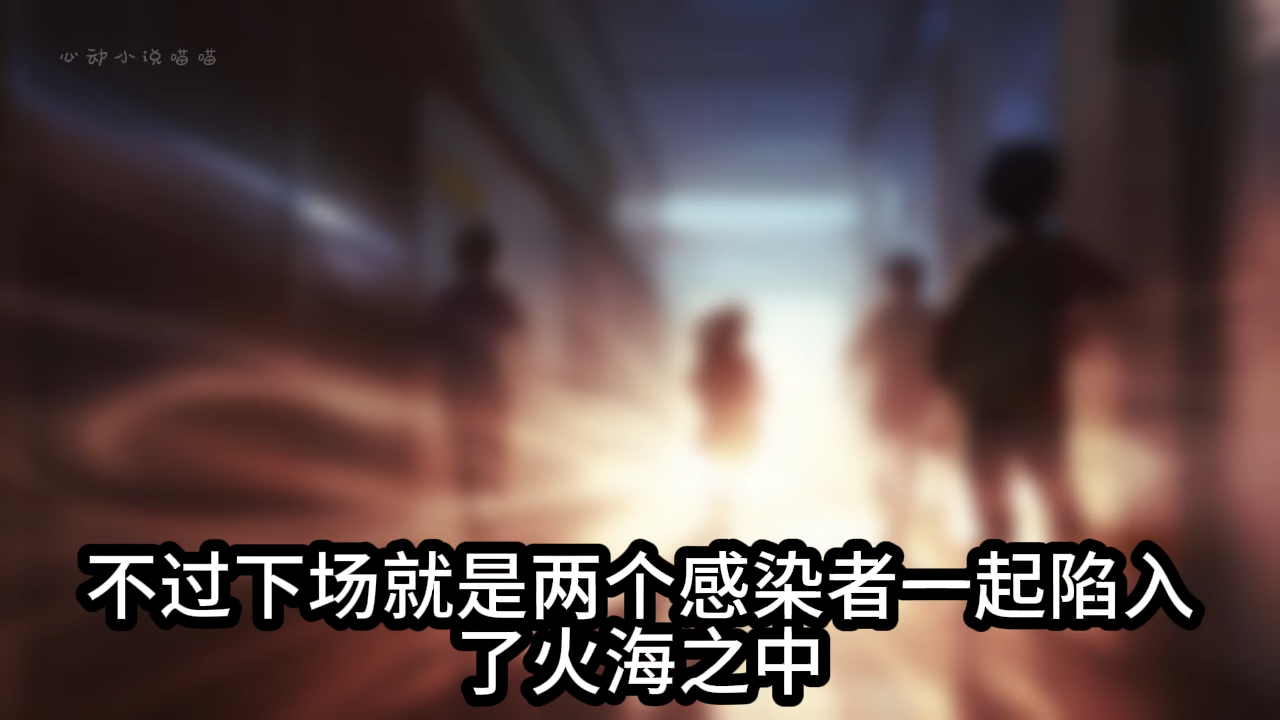 心动小说喵喵
不过下场就是两个感染者一起陷入
了火海之中